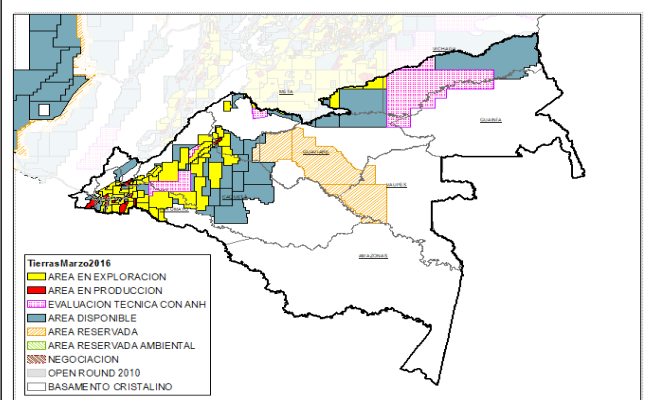 VICHADA
META
GUAINIA
GUAVIARE
VAUPES
AMAZONAS
TierrasMarzo2016
AREA EN EXPLORACION
AREA EN PRODUCCION
EVALUACION TECNICA CON ANH
AREA DISPONIBLE
AREA RESERVADA
AREA RESERVADA AMBIENTAL
NEGOCIACION
OPEN ROUND 2010
BASAMENTO CRISTALINO